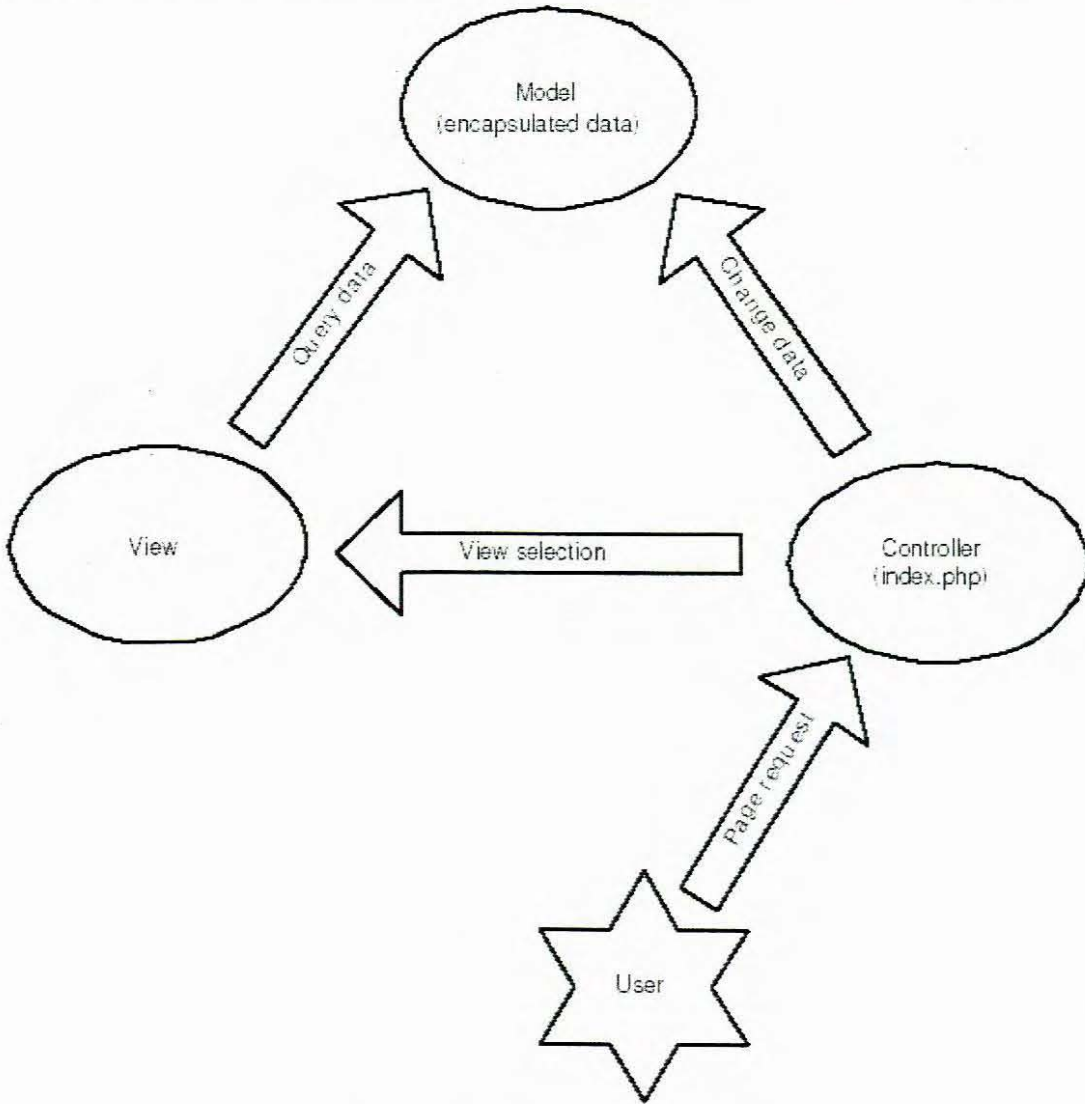 Model
(encapsulated data)
Query data
Change data
View
View selection
Controller
(index.php)
Page request
User